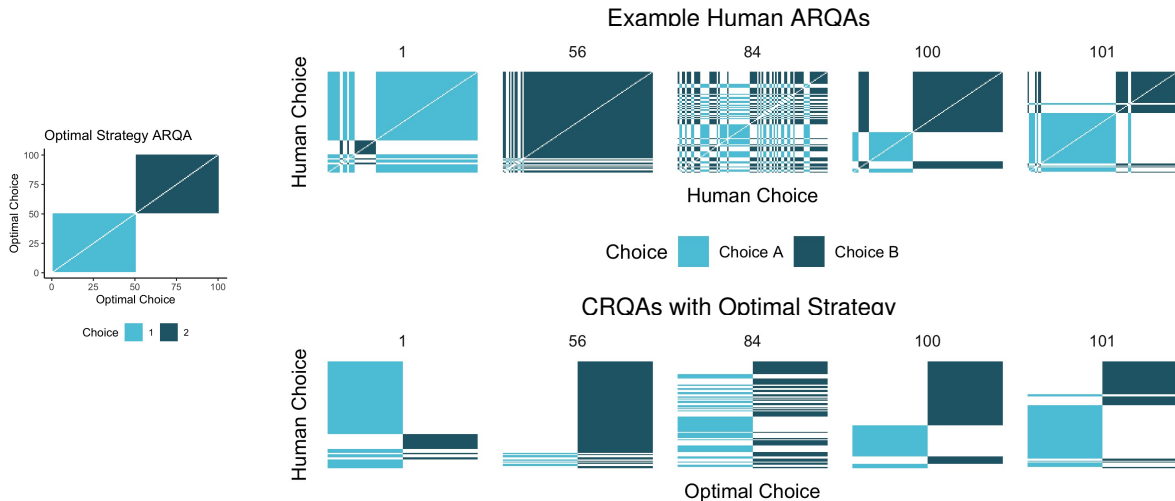 Example Human ARQAs
1 56 84 100 101
Human Choice
Human Choice
Optimal Strategy ARQA
100
75
50
25
0
Optimal Choice
0 25 50 75 100
Optimal Choice
Choice 1 2
Choice Choice A Choice B
CRQAs with Optimal Strategy
1 56 84 100 101
Human Choice
Optimal Choice